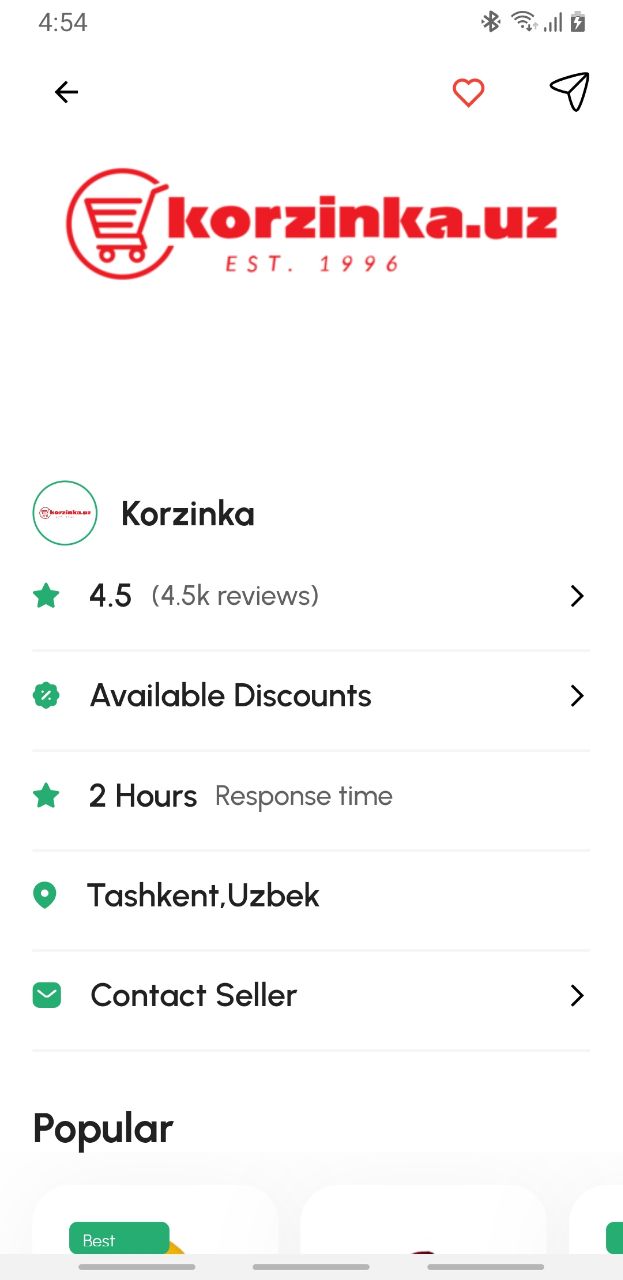 4:54
korzinka.uz
EST. 1996
korzinka.uz
Korzinka
4.5 (4.5k reviews)
Available Discounts
2 Hours Response time
Tashkent,Uzbek
Contact Seller
Popular
Best